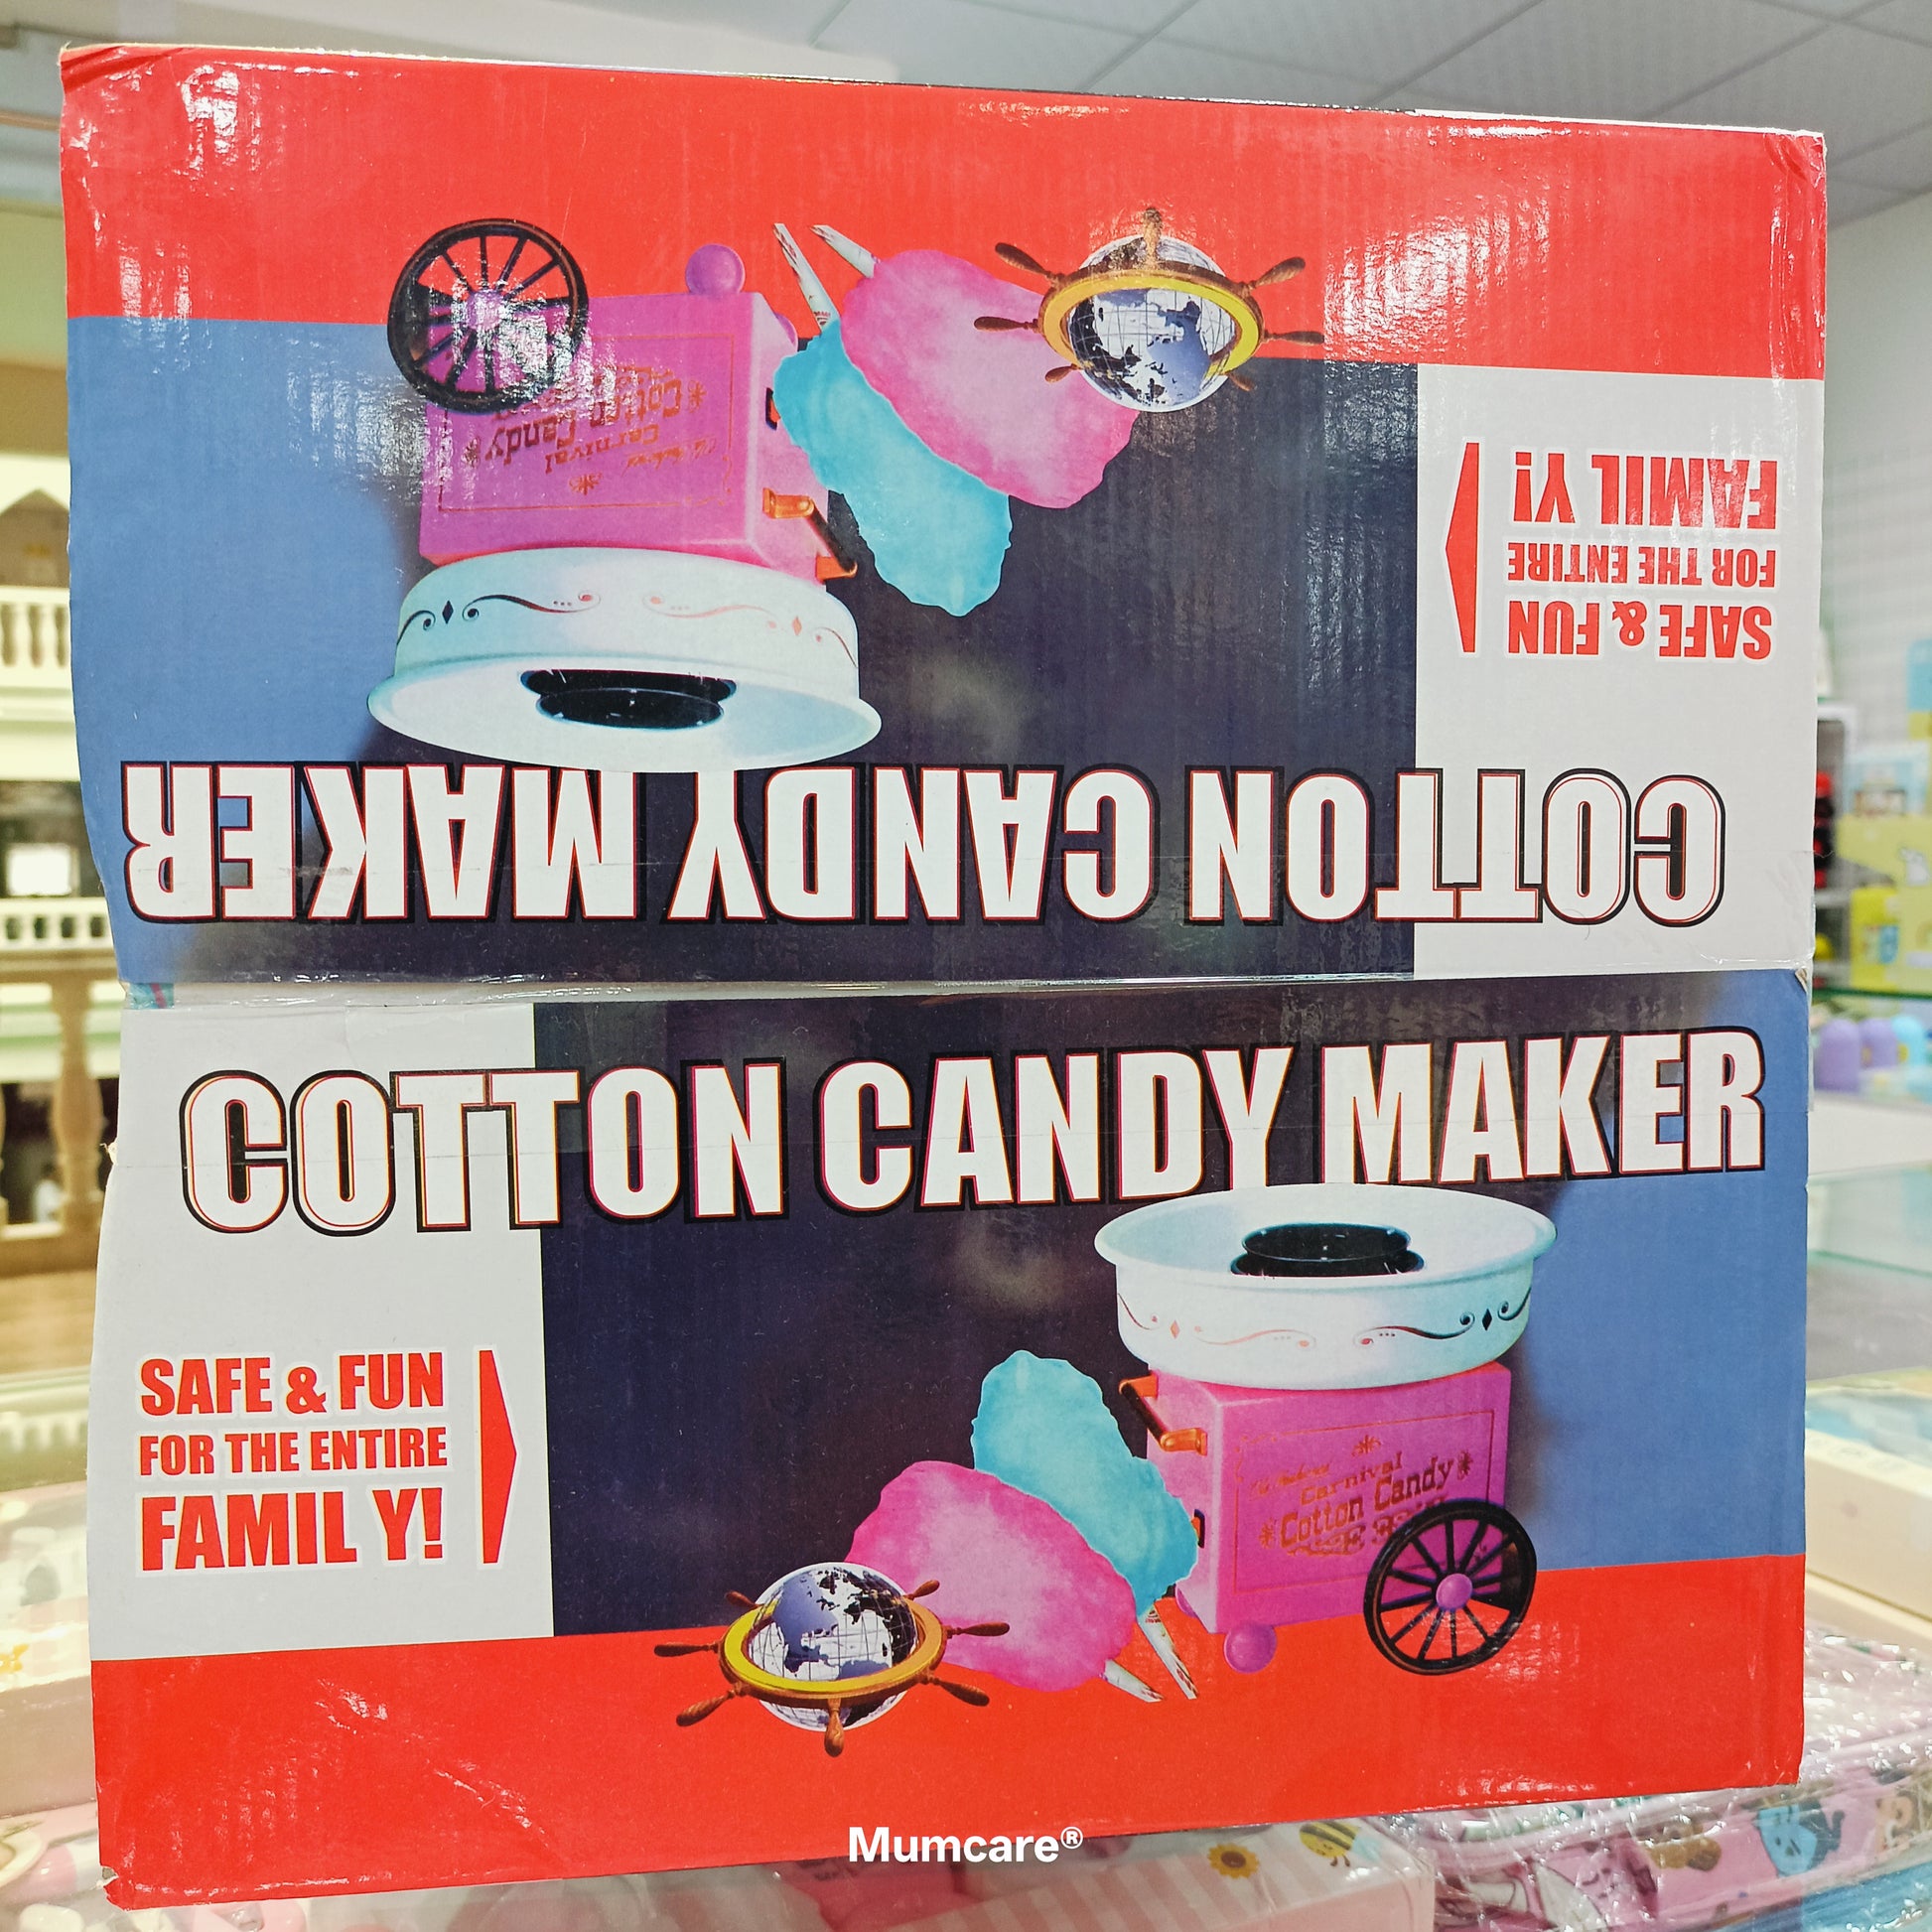 SAFE & FUN
FOR THE ENTIRE
FAMIL Y!
COTTON CANDY MAKER
Carnival
Cotton Candy
COTTON CANDY MAKER
SAFE & FUN
FOR THE ENTIRE
FAMIL Y!
Carnival
Cotton Candy
Mumcare®